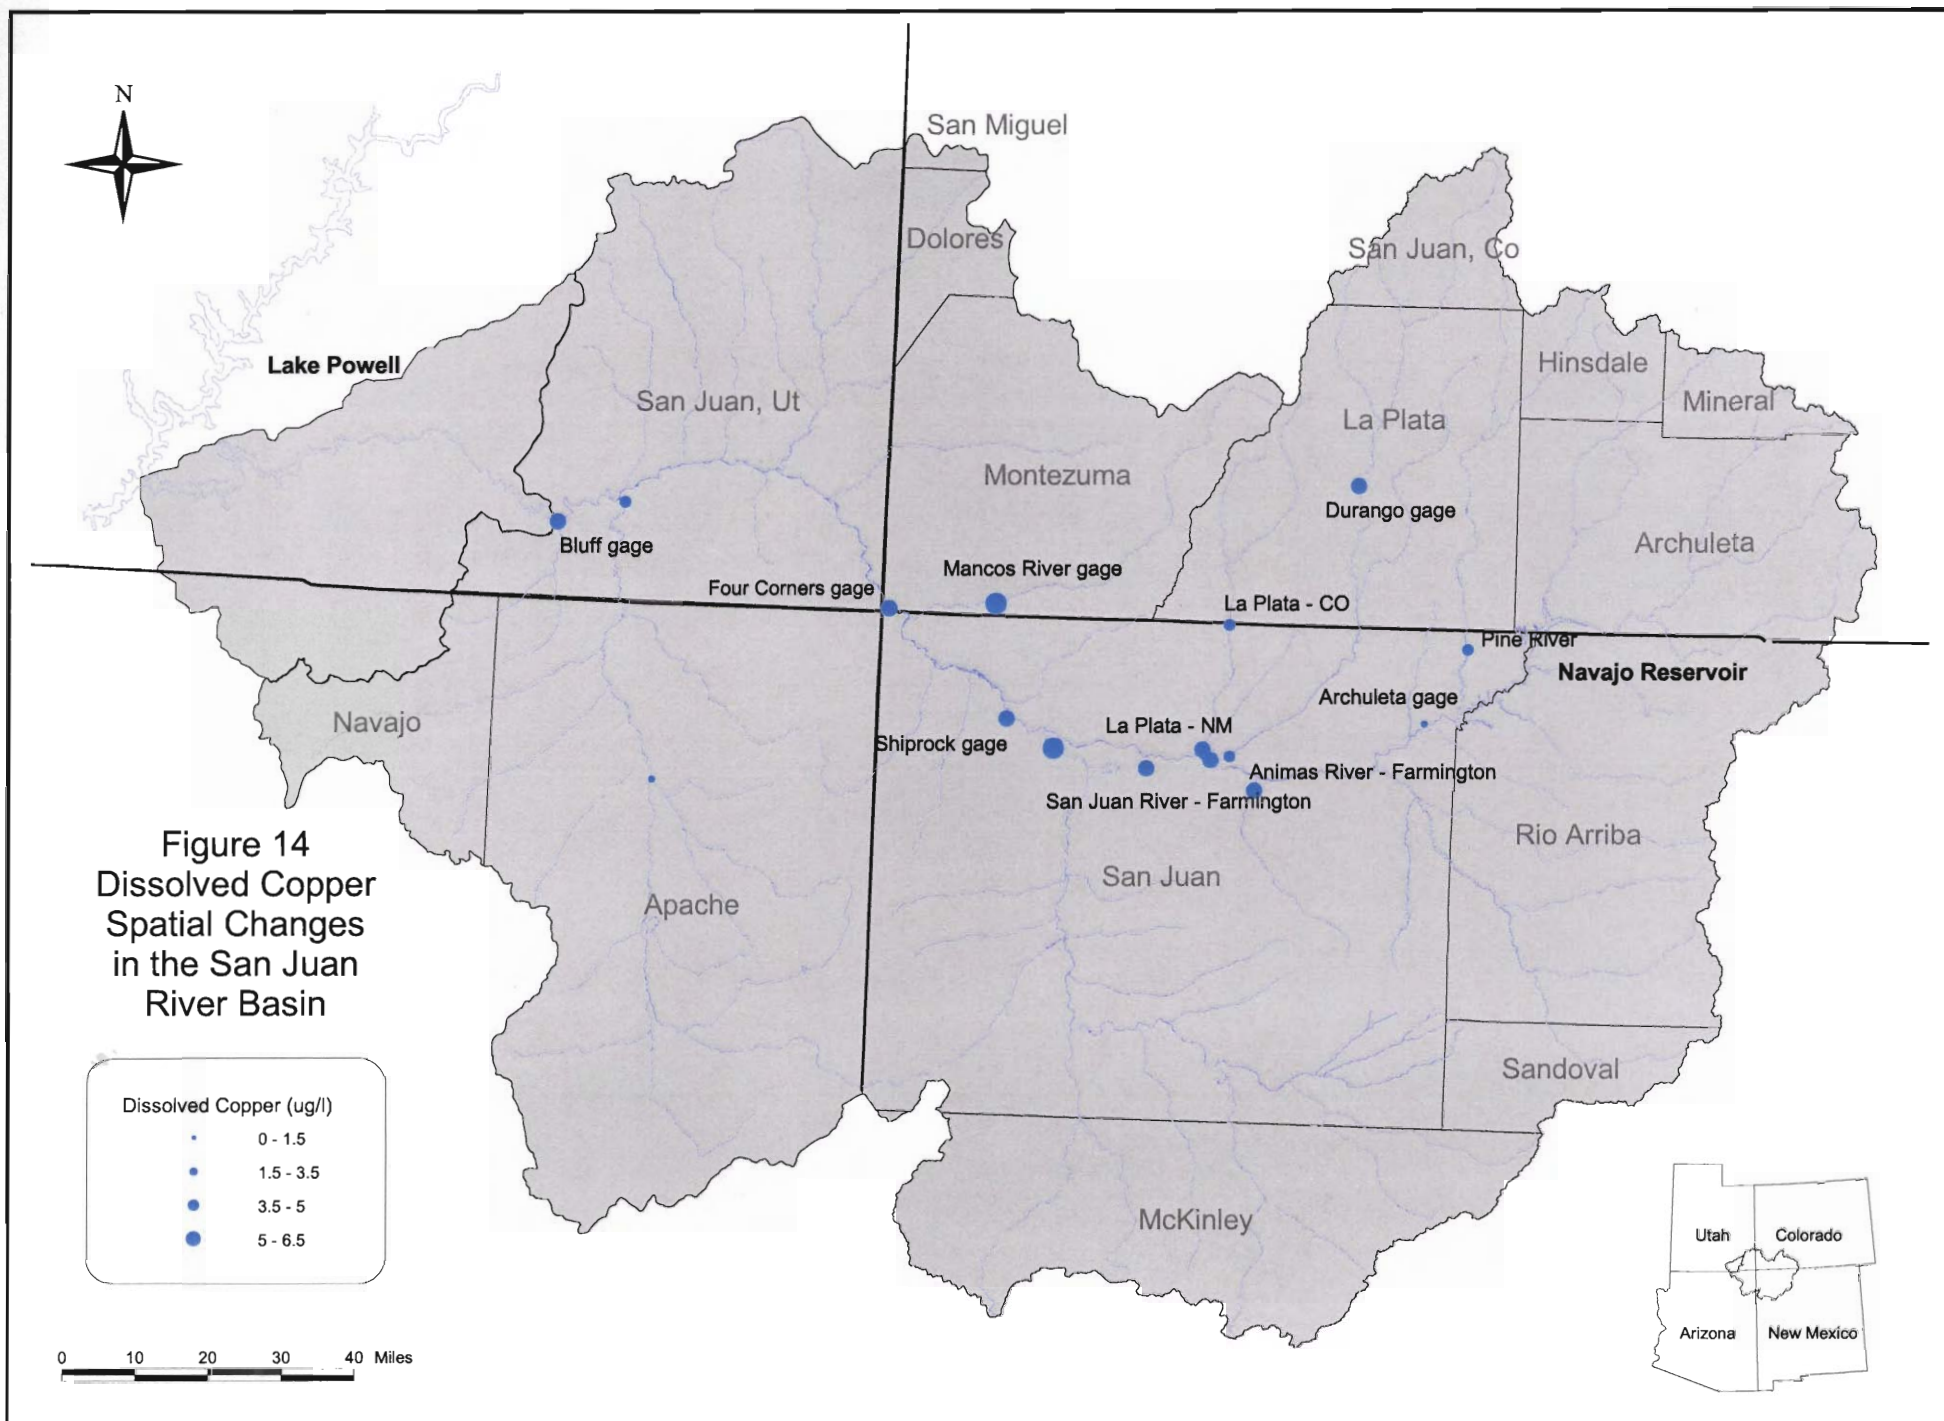 N
San Miguel
Dolores
San Juan, Co
Lake Powell
Hinsdale
San Juan, Ut
Mineral
La Plata
Montezuma
Durango gage
Archuleta
Bluff gage
Mancos River gage
Four Corners gage
La Plata - CO
Pine River
Navajo Reservoir
Archuleta gage
Navajo
La Plata - NM
Shiprock gage
Animas River - Farmington
San Juan River - Farmington
Rio Arriba
Figure 14
Dissolved Copper
Spatial Changes
in the San Juan
River Basin
San Juan
Apache
Sandoval
Dissolved Copper (ug/l)
0 - 1.5
1.5 - 3.5
3.5 - 5
5 - 6.5
McKinley
Utah
Colorado
Arizona
New Mexico
0 10 20 30 40 Miles